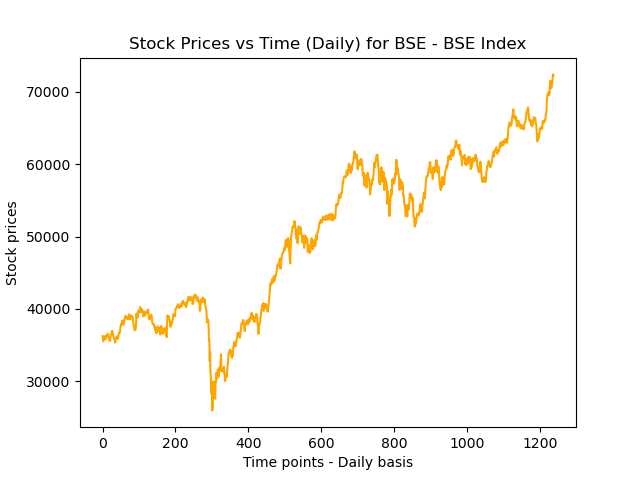 Stock Prices vs Time (Daily) for BSE - BSE Index
Stock prices
70000
60000
50000
40000
30000
0 200 400 600 800 1000 1200
Time points - Daily basis